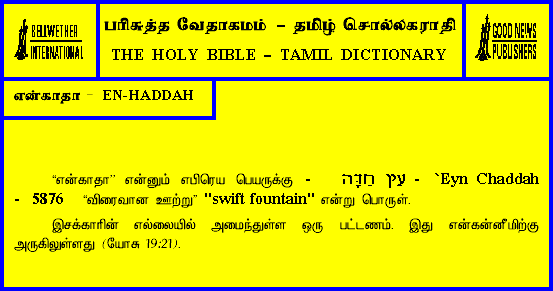 BELLWETHER
INTERNATIONAL
பரிசுத்த வேதாகமம் – தமிழ் சொல்லகராதி
THE HOLY BIBLE – TAMIL DICTIONARY
GOOD NEWS
PUBLISHERS
என்காதா – EN-HADDAH
“என்காதா” என்னும் எபிரெய பெயருக்கு - עֵין חַדָּה - `Eyn Chaddah
- 5876 “விரைவான ஊற்று” "swift fountain" என்று பொருள்.
இசக்காரின் எல்லையில் அமைந்துள்ள ஒரு பட்டணம். இது என்கன்னீமிற்கு
அருகிலுள்ளது (யோசு 19:21).